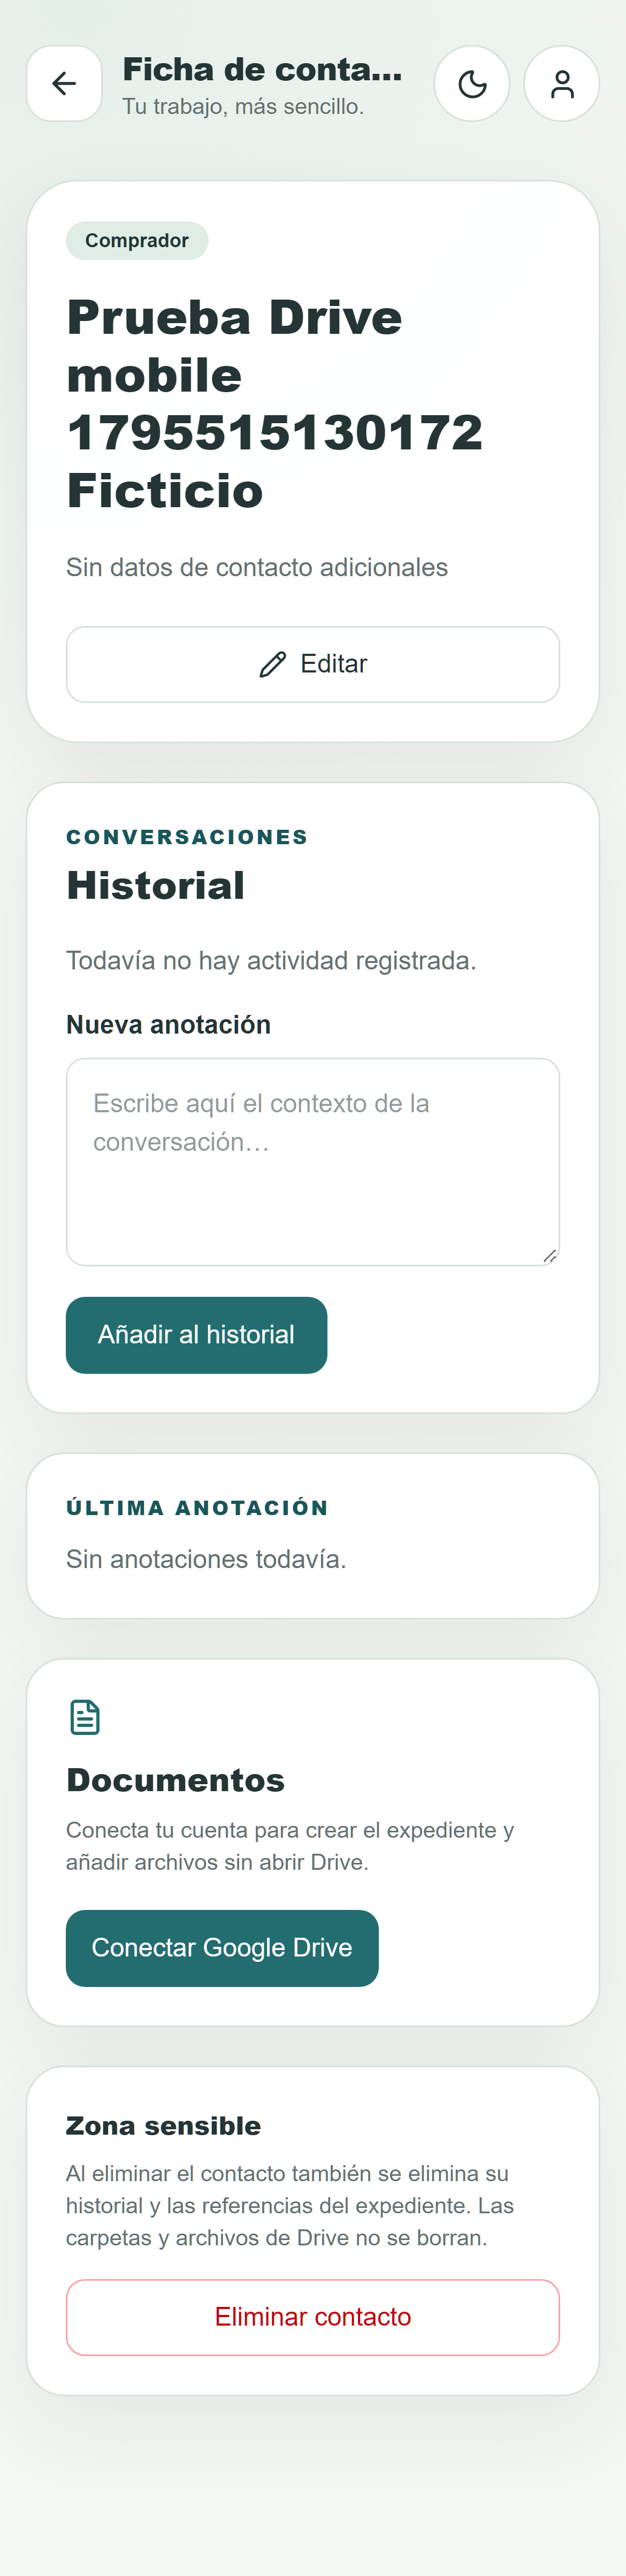 Ficha de conta...
Tu trabajo, más sencillo.
Comprador
Prueba Drive
mobile
1795515130172
Ficticio
Sin datos de contacto adicionales
Editar
CONVERSACIONES
Historial
Todavía no hay actividad registrada.
Nueva anotación
Escribe aquí el contexto de la
conversación…
Añadir al historial
ÚLTIMA ANOTACIÓN
Sin anotaciones todavía.
Documentos
Conecta tu cuenta para crear el expediente y
añadir archivos sin abrir Drive.
Conectar Google Drive
Zona sensible
Al eliminar el contacto también se elimina su
historial y las referencias del expediente. Las
carpetas y archivos de Drive no se borran.
Eliminar contacto